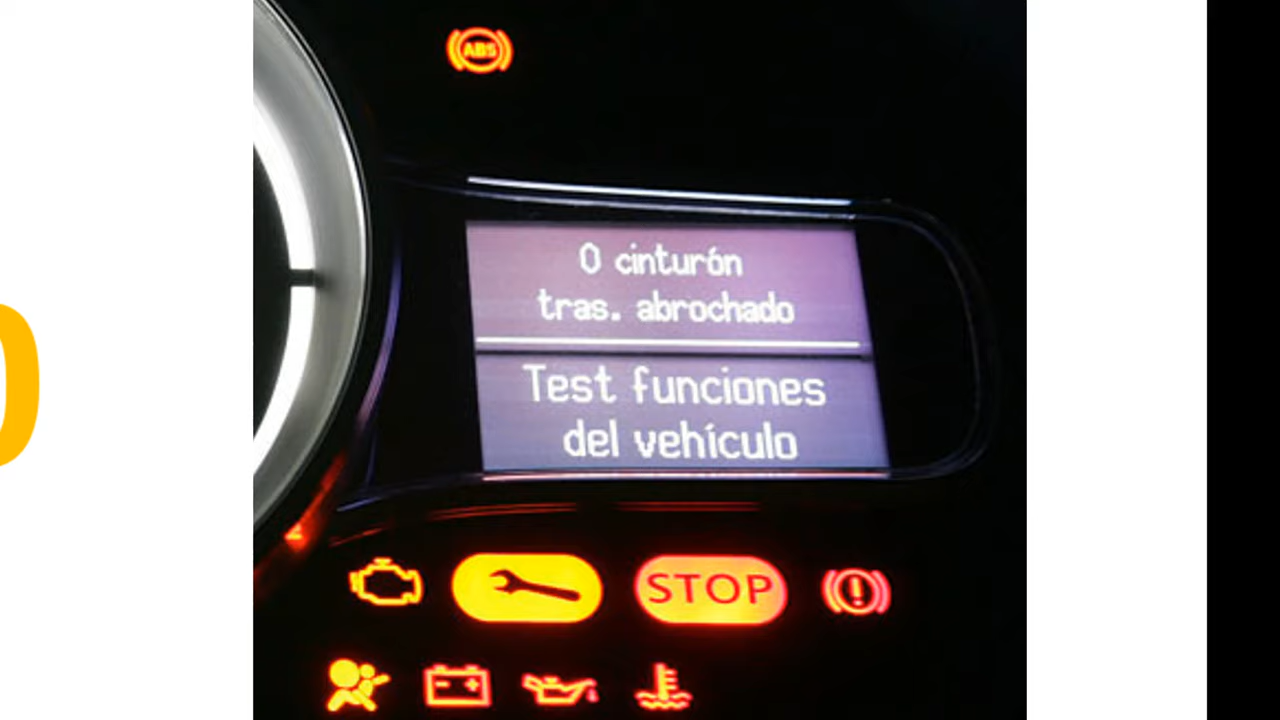 ABS
0 cinturón
tras. abrochado
Test funciones
del vehículo
STOP